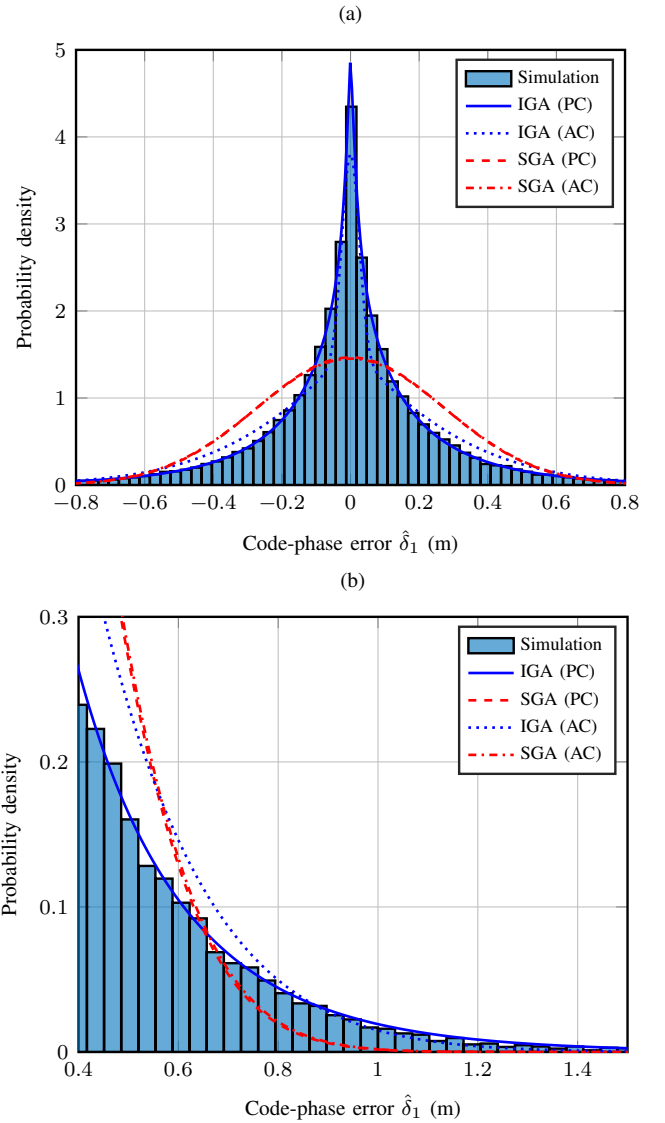 (a)
5
4
3
2
1
0
Probability density
Simulation
IGA (PC)
IGA (AC)
SGA (PC)
SGA (AC)
−0.8 −0.6 −0.4 −0.2 0 0.2 0.4 0.6 0.8
Code-phase error δ̂₁ (m)
(b)
0.3
0.2
0.1
0
Probability density
Simulation
IGA (PC)
SGA (PC)
IGA (AC)
SGA (AC)
0.4 0.6 0.8 1 1.2 1.4
Code-phase error δ̂₁ (m)